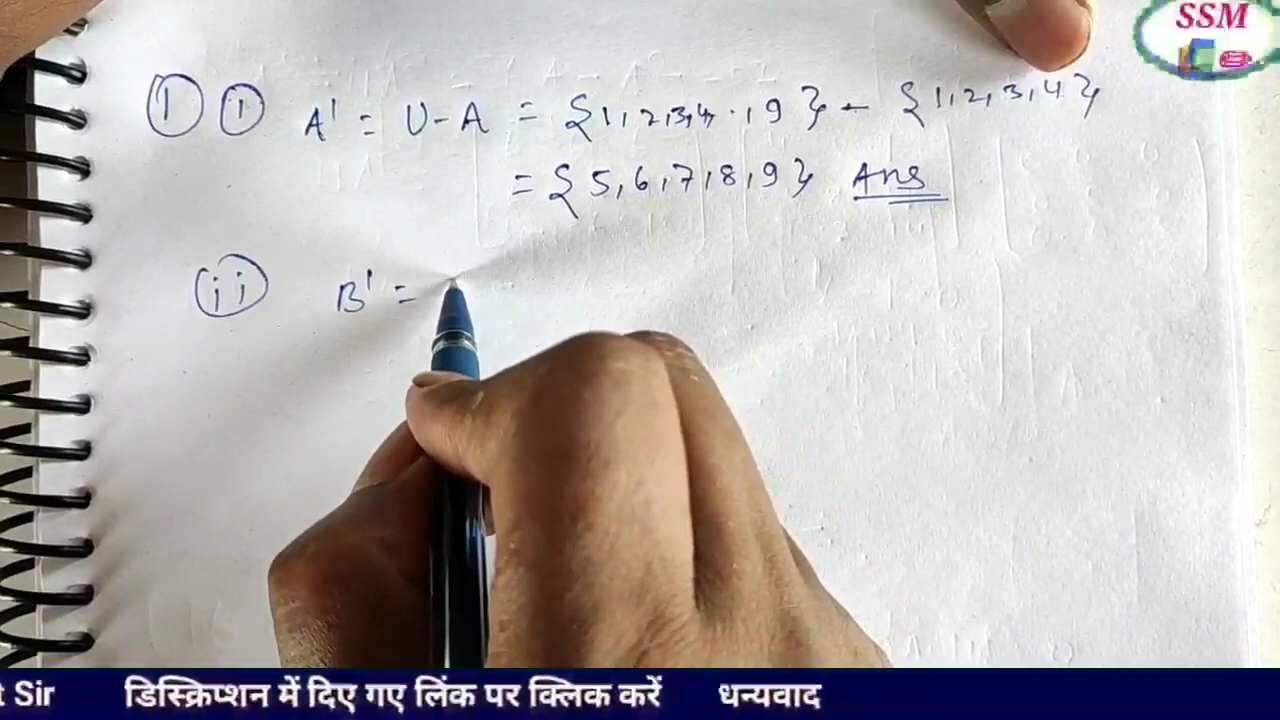 SSM
① ⓘ A' = U-A = {1,2,3,4..,9} - {1,2,3,4}
= {5,6,7,8,9} Ans
(ii) B' =
t Sir डिस्क्रिप्शन में दिए गए लिंक पर क्लिक करें धन्यवाद